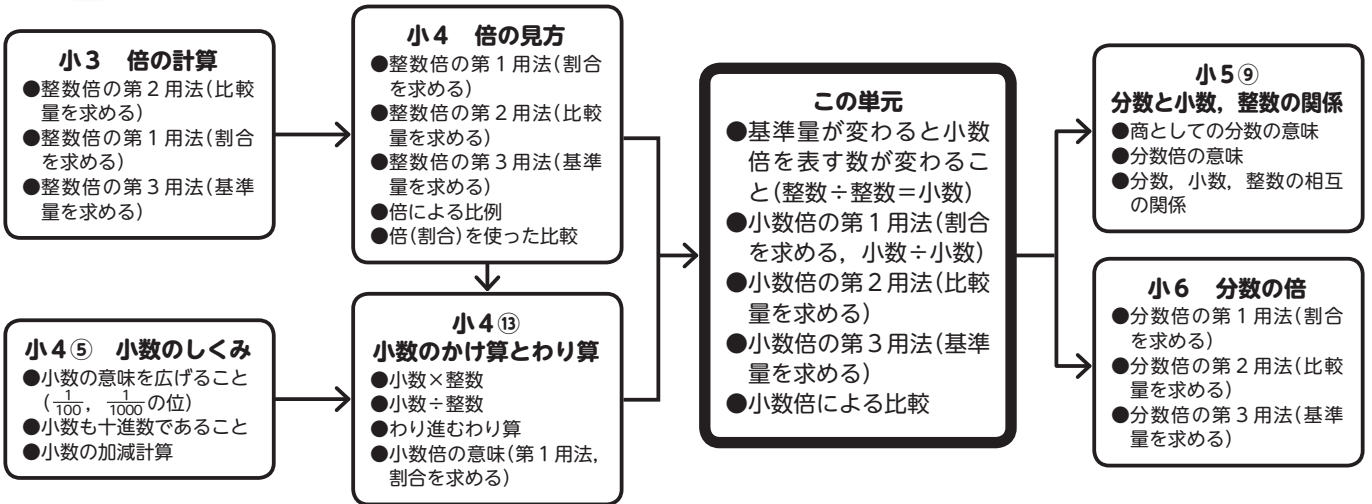 小3　倍の計算
●整数倍の第2用法(比較
量を求める)
●整数倍の第1用法(割合
を求める)
●整数倍の第3用法(基準
量を求める)
小4　倍の見方
●整数倍の第1用法(割合
を求める)
●整数倍の第2用法(比較
量を求める)
●整数倍の第3用法(基準
量を求める)
●倍による比例
●倍(割合)を使った比較
小4⑤　小数のしくみ
●小数の意味を広げること
(1/100，1/1000の位)
●小数も十進数であること
●小数の加減計算
小4⑬
小数のかけ算とわり算
●小数×整数
●小数÷整数
●わり進むわり算
●小数倍の意味(第1用法，
割合を求める)
この単元
●基準量が変わると小数
倍を表す数が変わるこ
と(整数÷整数＝小数)
●小数倍の第1用法(割合
を求める，小数÷小数)
●小数倍の第2用法(比較
量を求める)
●小数倍の第3用法(基準
量を求める)
●小数倍による比較
小5⑨
分数と小数，整数の関係
●商としての分数の意味
●分数倍の意味
●分数，小数，整数の相互
の関係
小6　分数の倍
●分数倍の第1用法(割合
を求める)
●分数倍の第2用法(比較
量を求める)
●分数倍の第3用法(基準
量を求める)